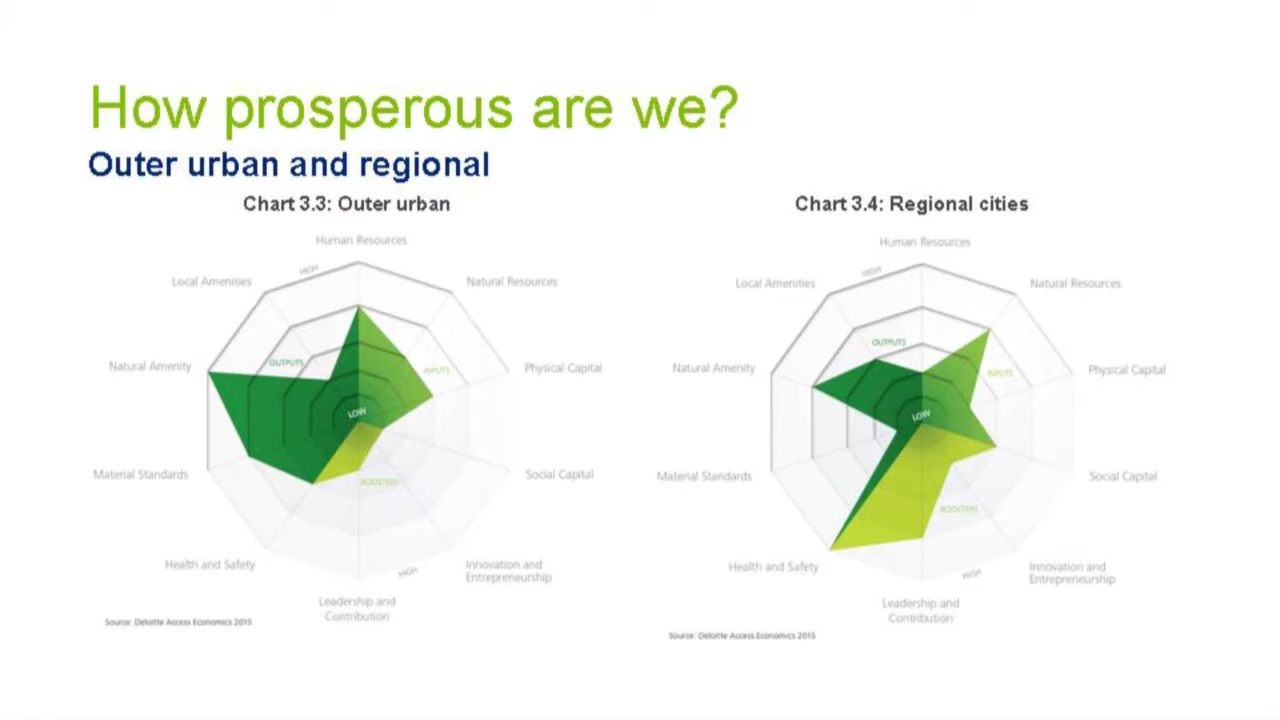 How prosperous are we?
Outer urban and regional
Chart 3.3: Outer urban
Human Resources
HIGH
Local Amenities
Natural Resources
OUTPUTS
Natural Amenity
INPUTS
Physical Capital
LOW
Material Standards
Social Capital
BOOSTERS
Health and Safety
Innovation and
Entrepreneurship
HIGH
Leadership and
Contribution
Source: Deloitte Access Economics 2015
Chart 3.4: Regional cities
Human Resources
HIGH
Local Amenities
Natural Resources
OUTPUTS
Natural Amenity
INPUTS
Physical Capital
LOW
Material Standards
Social Capital
BOOSTERS
Health and Safety
Innovation and
Entrepreneurship
HIGH
Leadership and
Contribution
Source: Deloitte Access Economics 2015